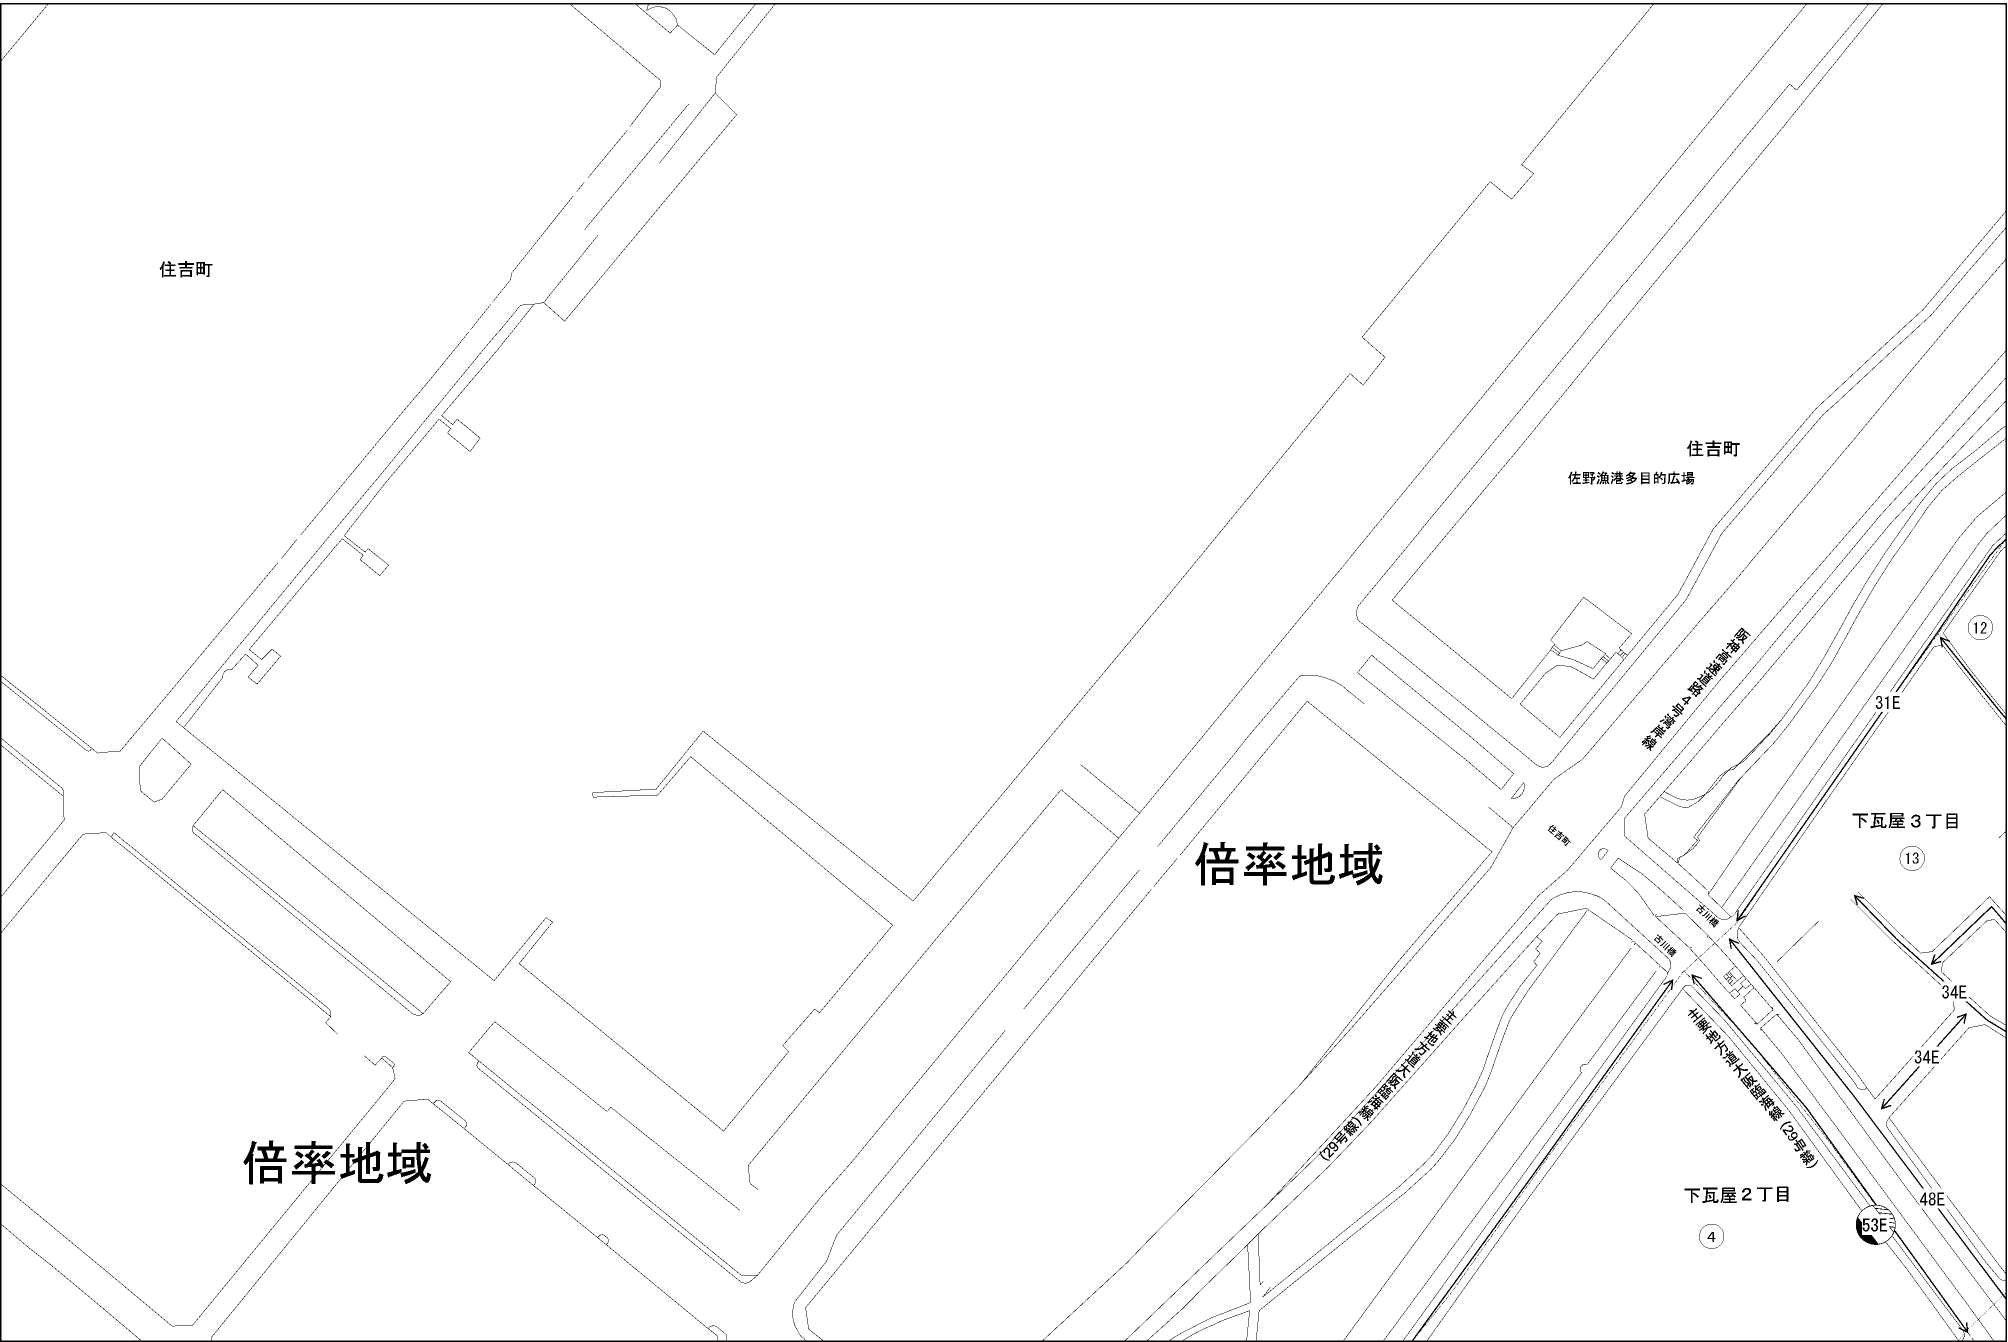 住吉町
住吉町
佐野漁港多目的広場
阪神高速道路4号湾岸線
12
31E
下瓦屋3丁目
13
倍率地域
住吉町
古川橋
古川橋
34E
34E
主要地方道大阪臨海線(29号線)
主要地方道大阪臨海線(29号線)
倍率地域
下瓦屋2丁目
4
48E
53E